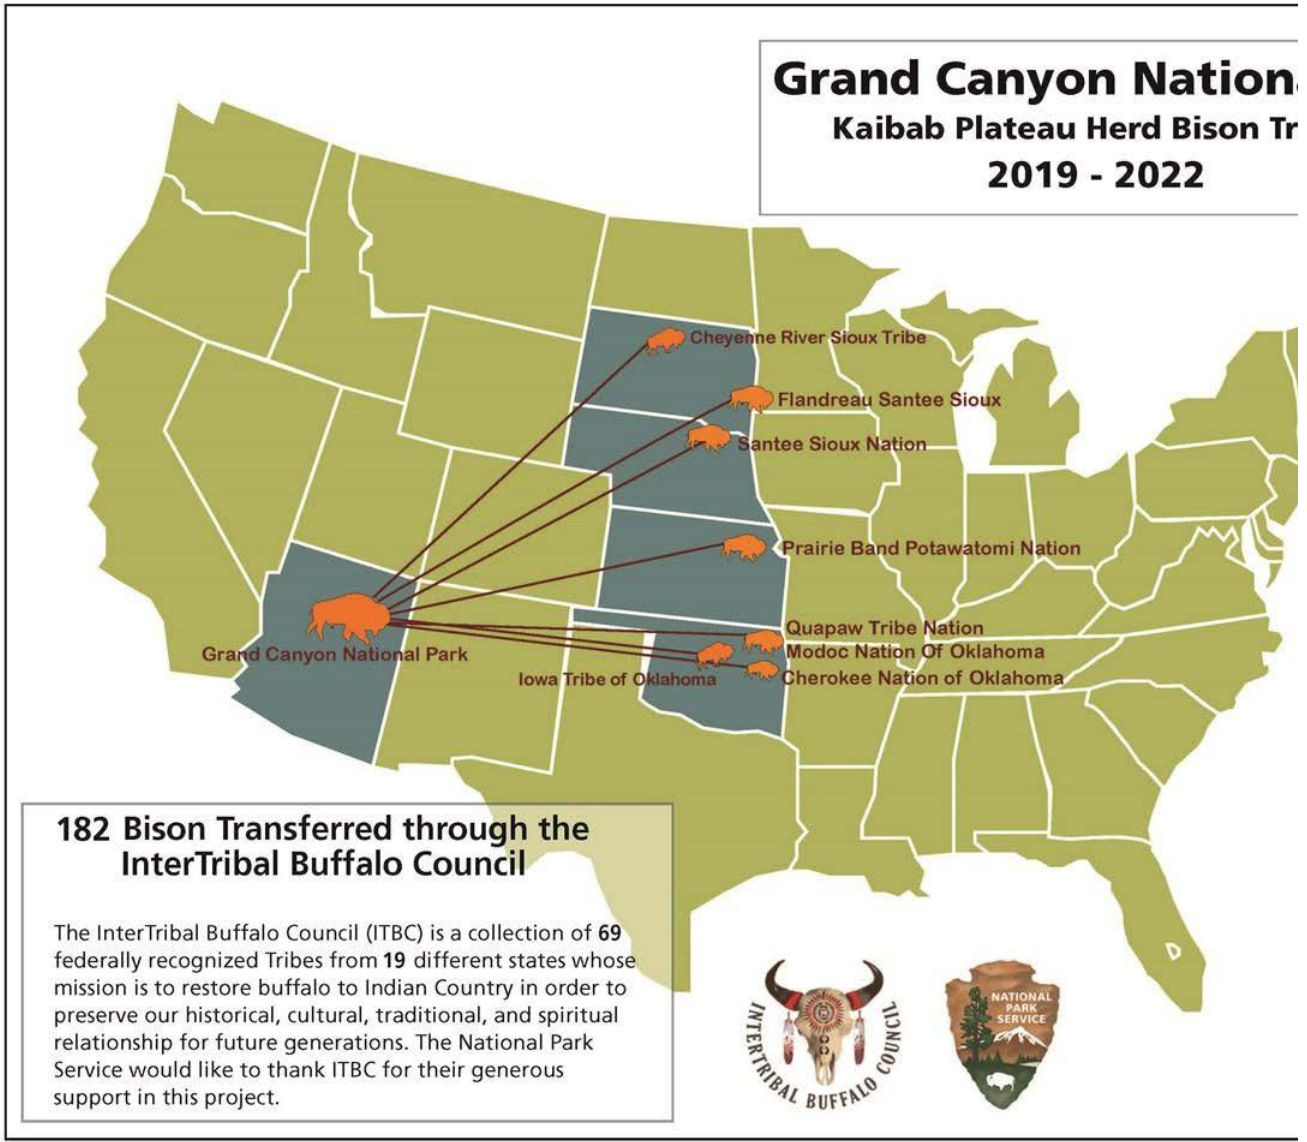 Grand Canyon Nationa
Kaibab Plateau Herd Bison Tr
2019 - 2022
Cheyenne River Sioux Tribe
Flandreau Santee Sioux
Santee Sioux Nation
Prairie Band Potawatomi Nation
Quapaw Tribe Nation
Modoc Nation Of Oklahoma
Grand Canyon National Park
Iowa Tribe of Oklahoma
Cherokee Nation of Oklahoma
182 Bison Transferred through the
InterTribal Buffalo Council
The InterTribal Buffalo Council (ITBC) is a collection of 69
federally recognized Tribes from 19 different states whose
mission is to restore buffalo to Indian Country in order to
preserve our historical, cultural, traditional, and spiritual
relationship for future generations. The National Park
Service would like to thank ITBC for their generous
support in this project.
INTERTRIBAL BUFFALO COUNCIL
NATIONAL
PARK
SERVICE